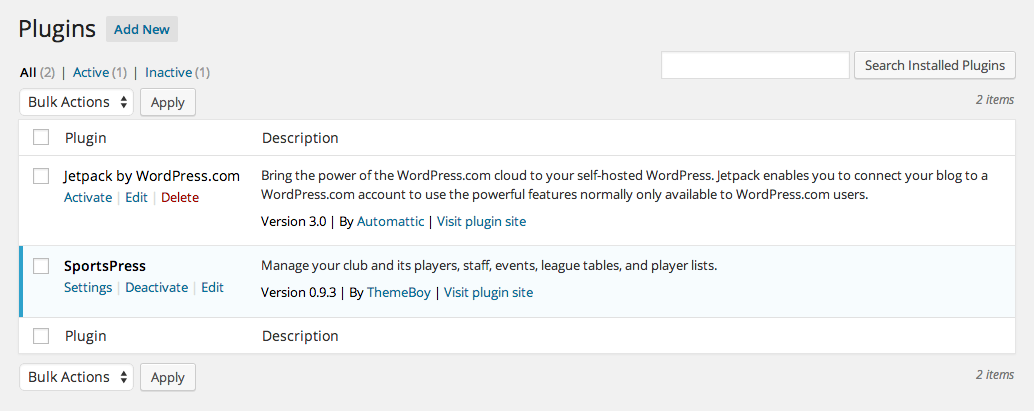 Plugins Add New
All (2) | Active (1) | Inactive (1)
Search Installed Plugins
Bulk Actions Apply 2 items
Plugin Description
Jetpack by WordPress.com Bring the power of the WordPress.com cloud to your self-hosted WordPress. Jetpack enables you to connect your blog to a
Activate | Edit | Delete WordPress.com account to use the powerful features normally only available to WordPress.com users.
Version 3.0 | By Automattic | Visit plugin site
SportsPress Manage your club and its players, staff, events, league tables, and player lists.
Settings | Deactivate | Edit Version 0.9.3 | By ThemeBoy | Visit plugin site
Plugin Description
Bulk Actions Apply 2 items